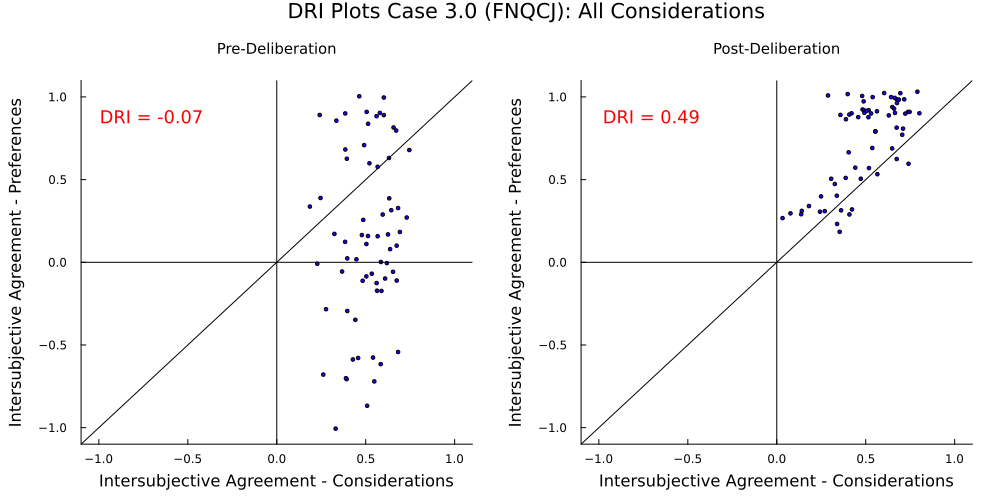 DRI Plots Case 3.0 (FNQCJ): All Considerations
Pre-Deliberation
Intersubjective Agreement - Preferences
1.0
0.5
0.0
−0.5
−1.0
DRI = -0.07
−1.0
−0.5
0.0
0.5
1.0
Intersubjective Agreement - Considerations
Post-Deliberation
Intersubjective Agreement - Preferences
1.0
0.5
0.0
−0.5
−1.0
DRI = 0.49
−1.0
−0.5
0.0
0.5
1.0
Intersubjective Agreement - Considerations